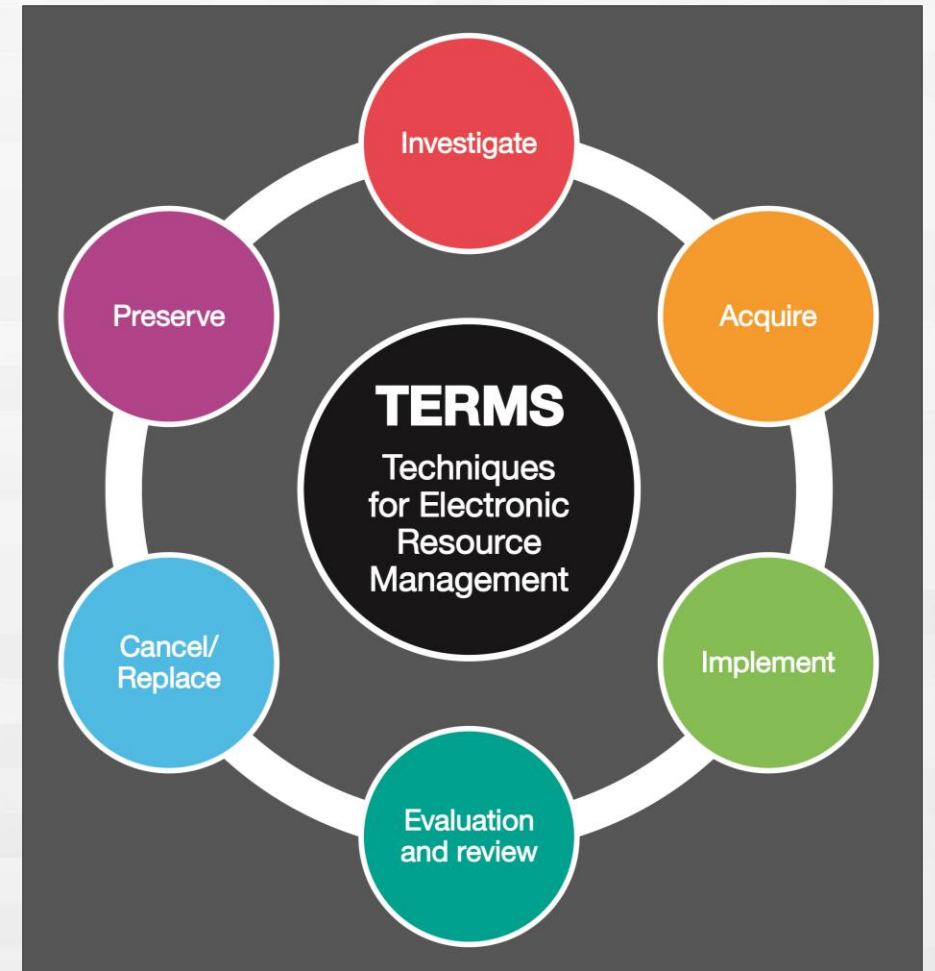 Investigate
Preserve
Acquire
TERMS
Techniques
for Electronic
Resource
Management
Cancel/
Replace
Implement
Evaluation
and review